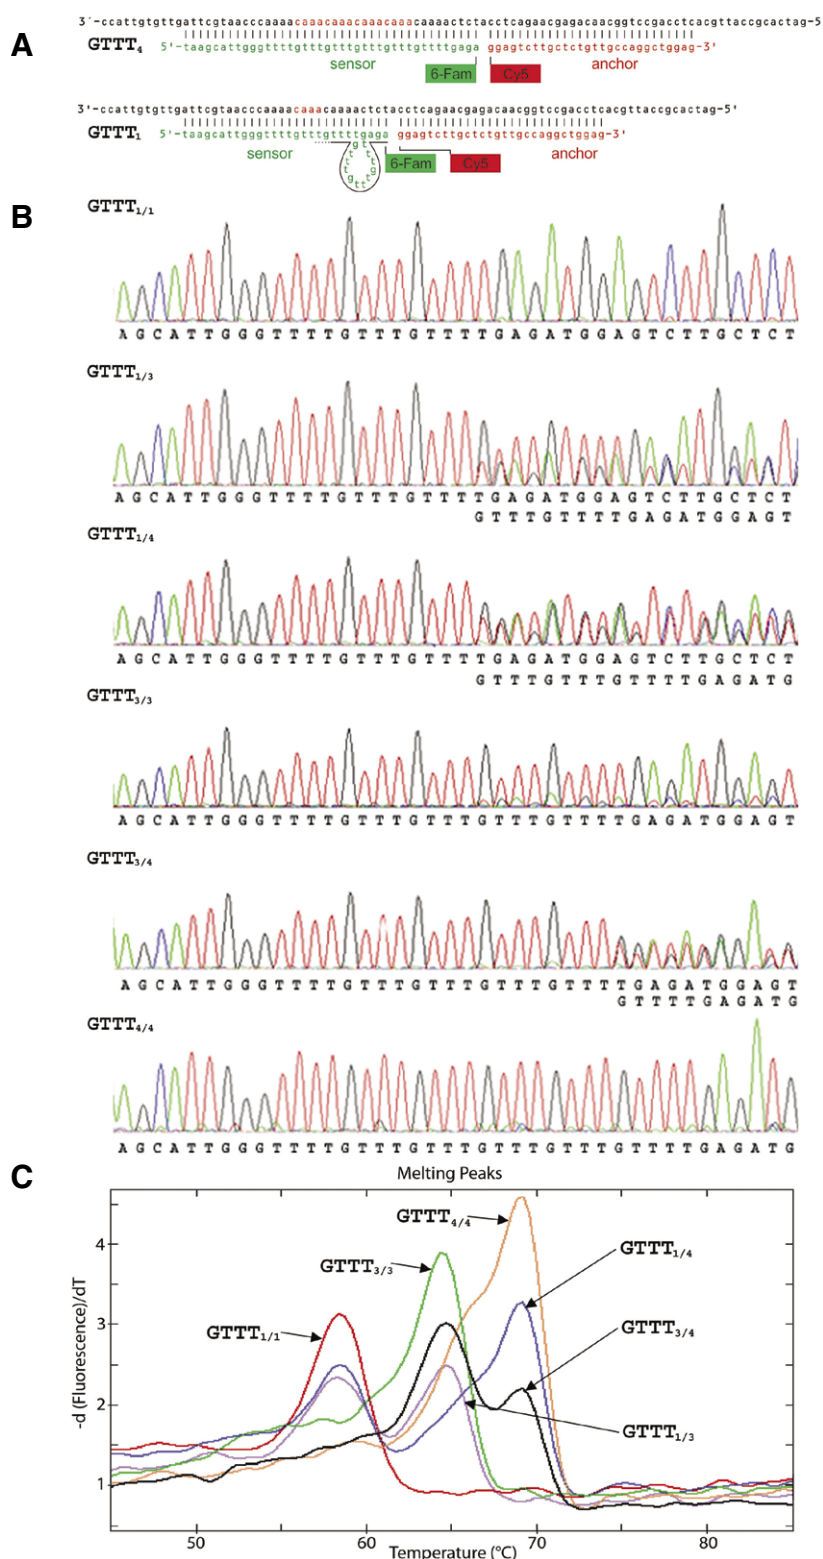 A
3´-ccattgtgttgattcgtaacccaaaacaaacaaacaaacaaacaaaactctacctcagaacgagacaacggtccgacctcacgttaccgcactag-5
GTTT4 5'-taagcattgggttttgtttgtttgtttgtttgttttgaga ggagtcttgctctgttgccaggctggag-3'
sensor anchor
6-Fam Cy5
3'-ccattgtgttgattcgtaacccaaaacaaacaaaactctacctcagaacgagacaacggtccgacctcacgttaccgcactag-5'
GTTT1 5'-taagcattgggttttgtttgttttgaga ggagtcttgctctgttgccaggctggag-3'
sensor anchor
6-Fam Cy5
B
GTTT1/1
A G C A T T G G G T T T T G T T T G T T T T G A G A T G G A G T C T T G C T C T
GTTT1/3
A G C A T T G G G T T T T G T T T G T T T T G A G A T G G A G T C T T G C T C T
G T T T G T T T T G A G A T G G A G T
GTTT1/4
A G C A T T G G G T T T T G T T T G T T T T G A G A T G G A G T C T T G C T C T
G T T T G T T T G T T T T G A G A T G
GTTT3/3
A G C A T T G G G T T T T G T T T G T T T G T T T G T T T T G A G A T G G A G T
GTTT3/4
A G C A T T G G G T T T T G T T T G T T T G T T T G T T T T G A G A T G G A G T
G T T T T G A G A T G
GTTT4/4
A G C A T T G G G T T T T G T T T G T T T G T T T G T T T G T T T T G A G A T G
C
Melting Peaks
GTTT4/4
GTTT1/4
GTTT3/3
GTTT3/4
GTTT1/1
GTTT1/3
-d (Fluorescence)/dT
4
3
2
1
50 60 70 80
Temperature (°C)